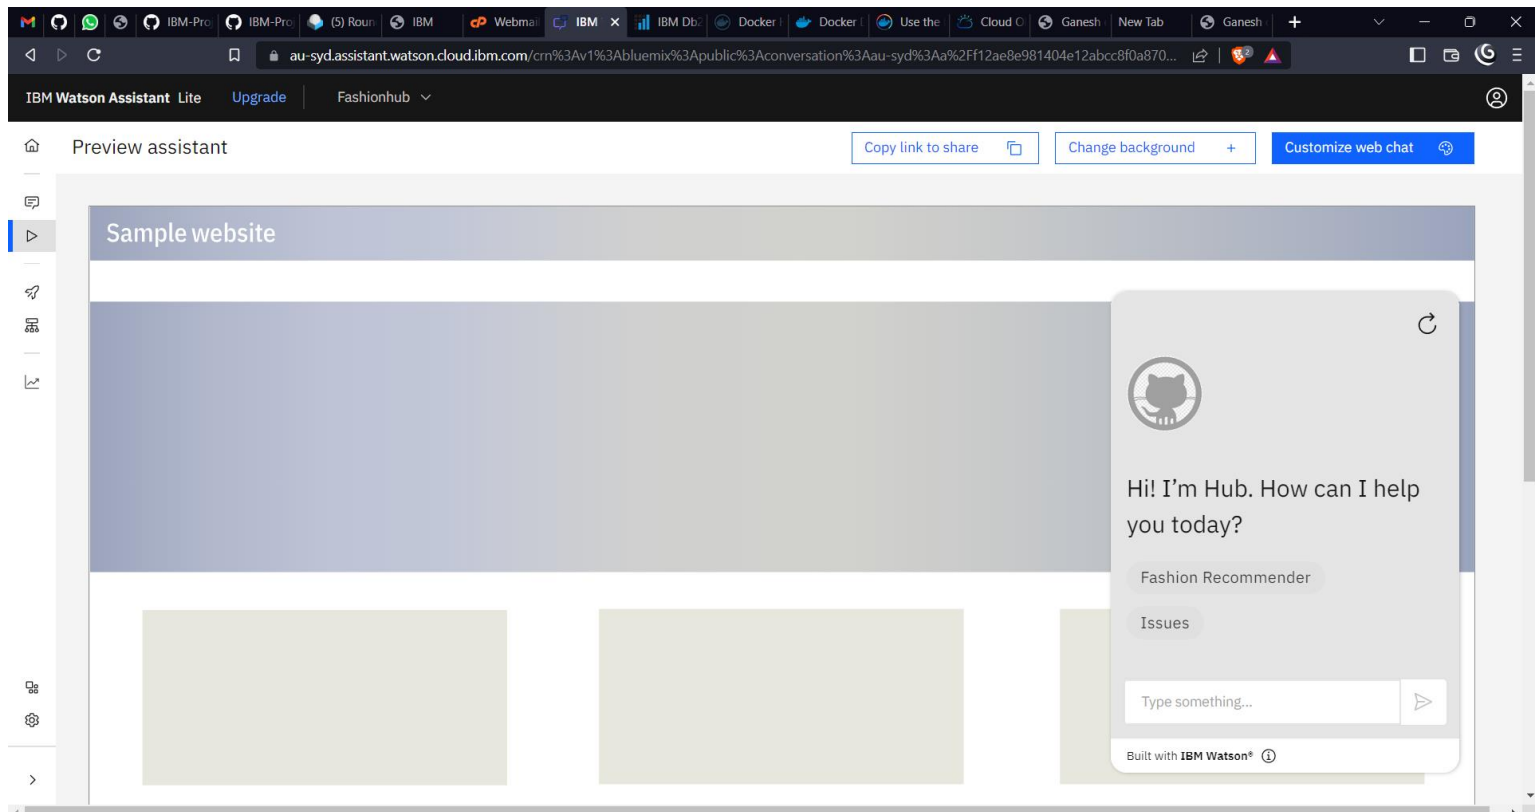 IBM-Pro
IBM-Pro
(5) Roun
IBM
Webmai
IBM
IBM Db2
Docker
Docker
Use the
Cloud O
Ganesh
New Tab
Ganesh
au-syd.assistant.watson.cloud.ibm.com/crn%3Av1%3Abluemix%3Apublic%3Aconversation%3Aau-syd%3Aa%2Ff12ae8e981404e12abcc8f0a870...
2
IBM Watson Assistant Lite
Upgrade
Fashionhub
Preview assistant
Copy link to share
Change background +
Customize web chat
Sample website
Hi! I'm Hub. How can I help
you today?
Fashion Recommender
Issues
Type something...
Built with IBM Watson®